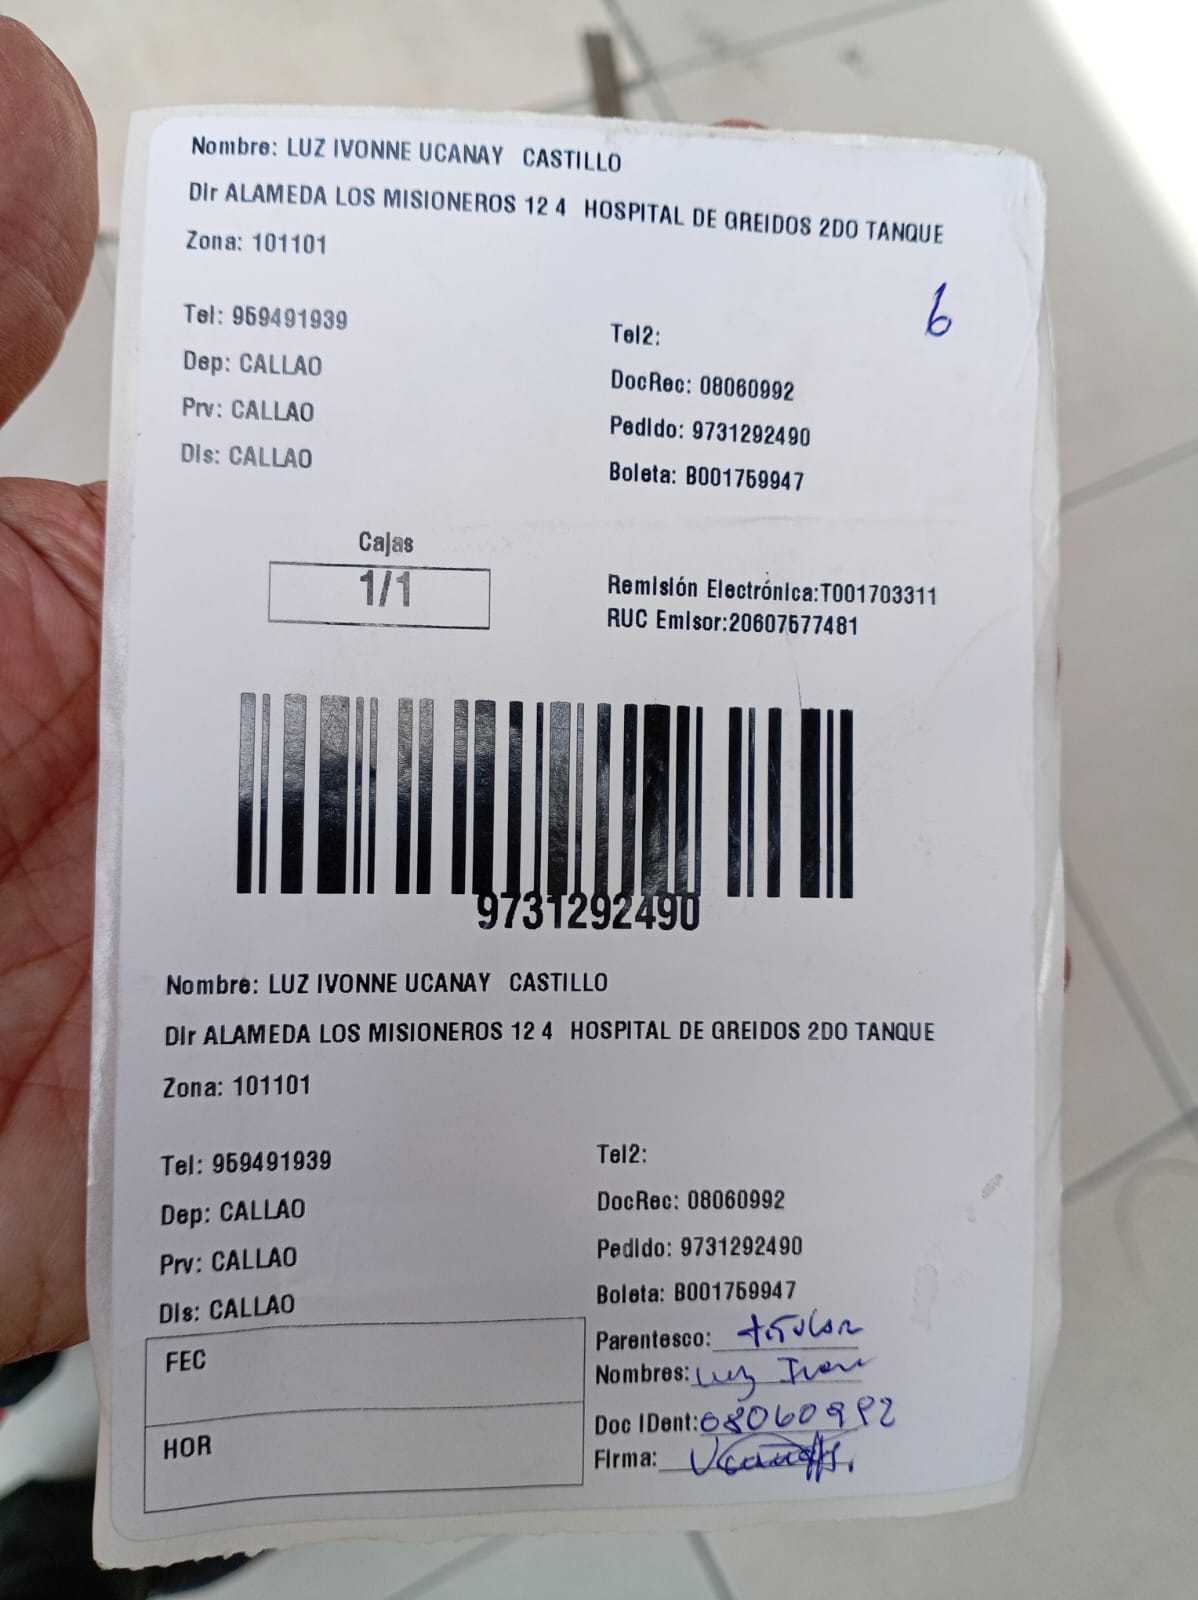 Nombre: LUZ IVONNE UCANAY CASTILLO
Dir ALAMEDA LOS MISIONEROS 12 4 HOSPITAL DE GREIDOS 2DO TANQUE
Zona: 101101
6
Tel: 959491939
Tel2:
Dep: CALLAO
DocRec: 08060992
Prv: CALLAO
Pedido: 9731292490
Dis: CALLAO
Boleta: B001759947
Cajas
1/1
Remisión Electrónica:T001703311
RUC Emisor:20607577481
9731292490
Nombre: LUZ IVONNE UCANAY CASTILLO
Dir ALAMEDA LOS MISIONEROS 12 4 HOSPITAL DE GREIDOS 2DO TANQUE
Zona: 101101
Tel: 959491939
Tel2:
Dep: CALLAO
DocRec: 08060992
Prv: CALLAO
Pedido: 9731292490
Dis: CALLAO
Boleta: B001759947
FEC
HOR
Parentesco: titular
Nombres: Luz
Doc IDent: 08060992
Firma: